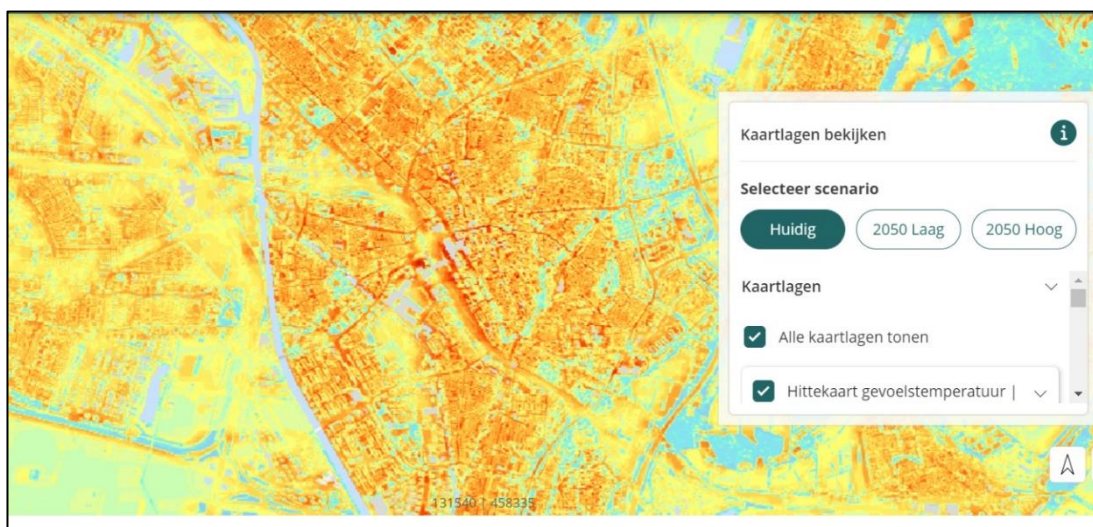 Kaartlagen bekijken
i
Selecteer scenario
Huidig
2050 Laag
2050 Hoog
Kaartlagen
Alle kaartlagen tonen
Hittekaart gevoelstemperatuur |
131540 | 458335